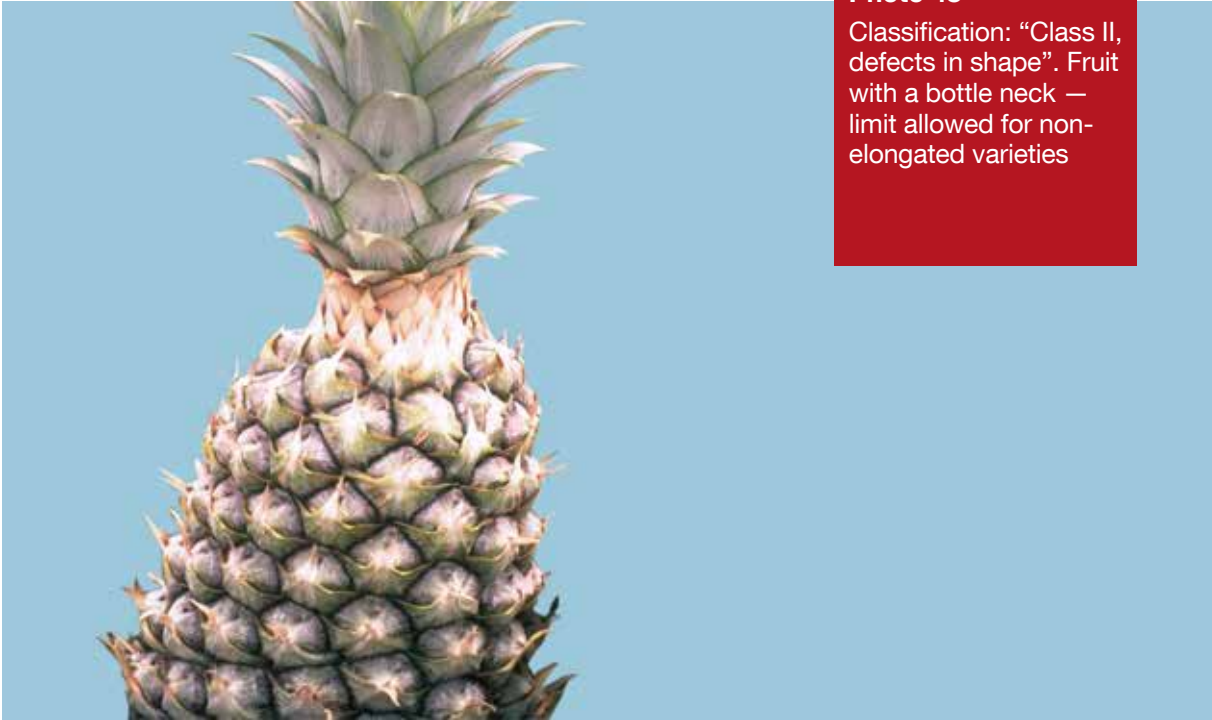 Classification: “Class II,
defects in shape”. Fruit
with a bottle neck —
limit allowed for non-
elongated varieties